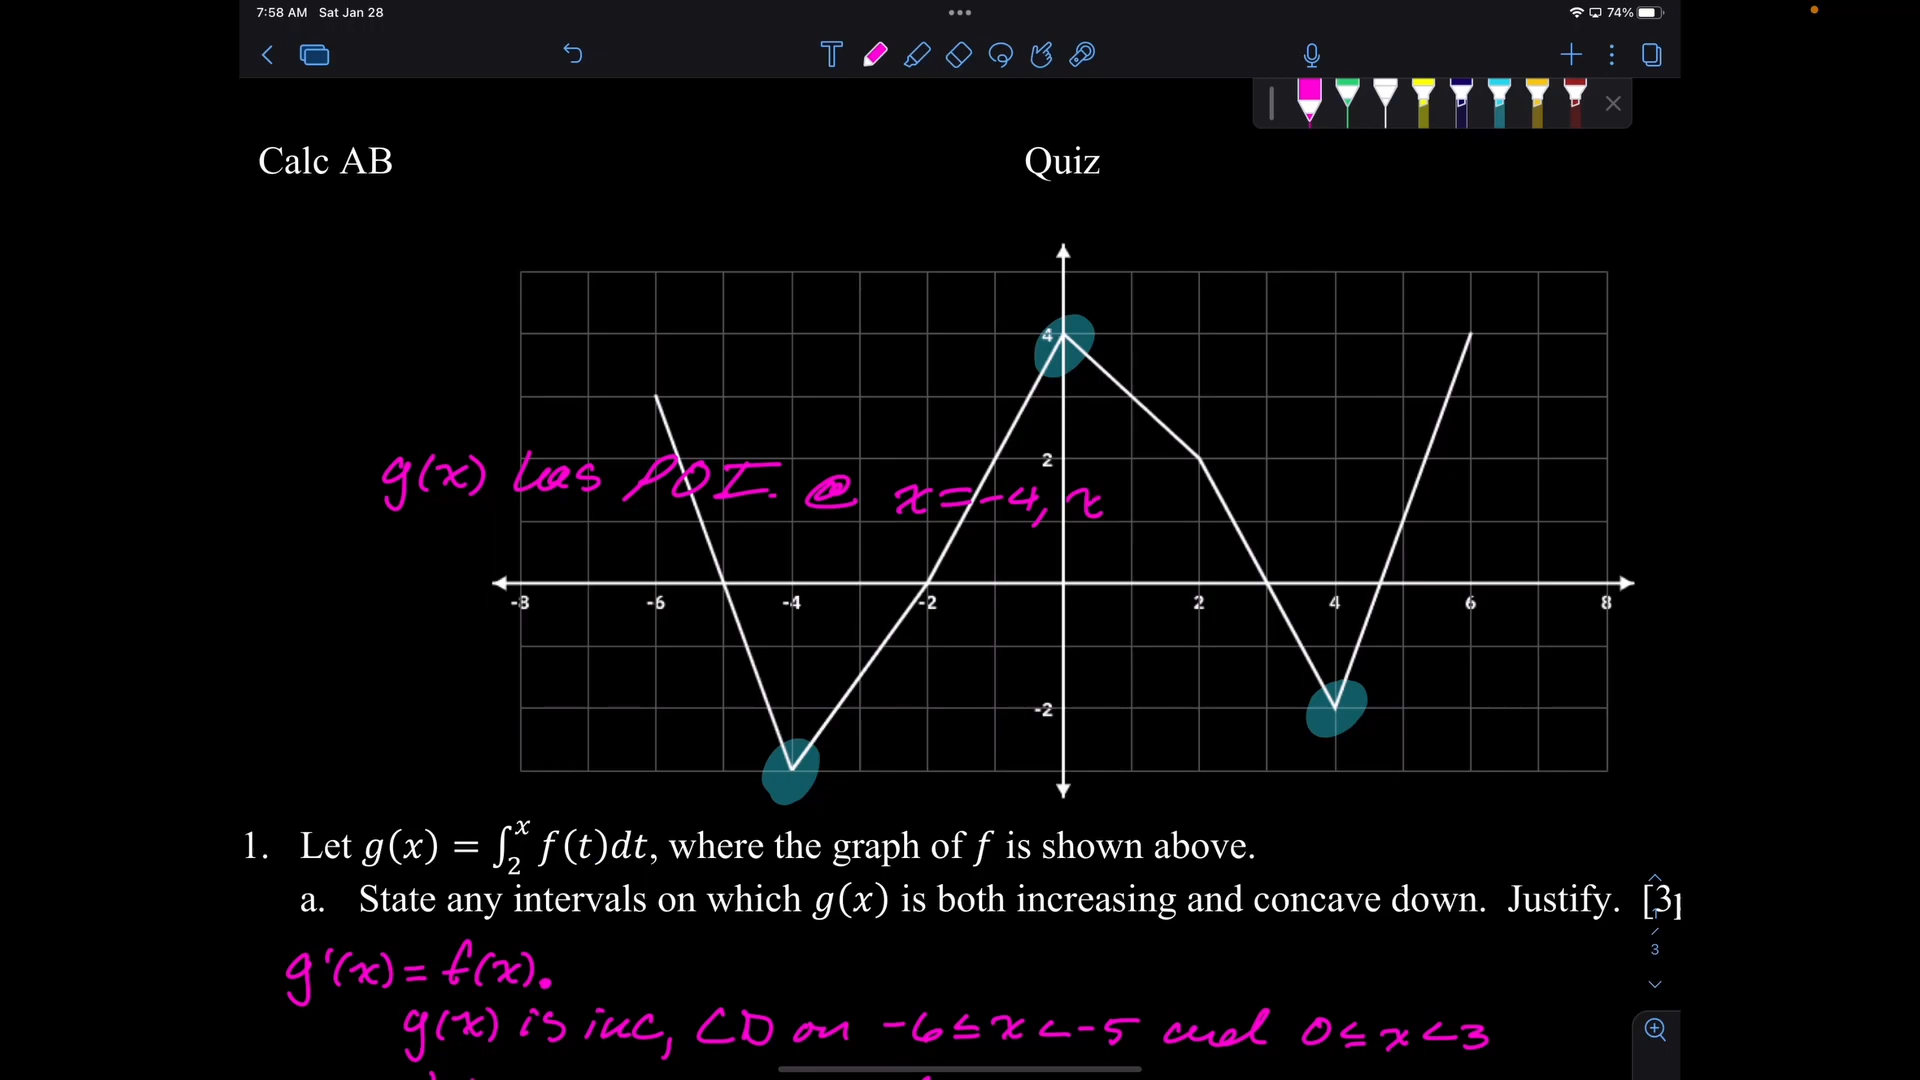 7:58 AM Sat Jan 28
74%
T
Calc AB
Quiz
4
g(x) has POI. @ x=-4, x
2
-8 -6 -4 -2 2 4 6 8
-2
1. Let g(x) = ∫₂ˣ f(t)dt, where the graph of f is shown above.
a. State any intervals on which g(x) is both increasing and concave down. Justify. [3
g'(x) = f(x).
3
g(x) is inc, CD on -6≤x<-5 and 0≤x<3